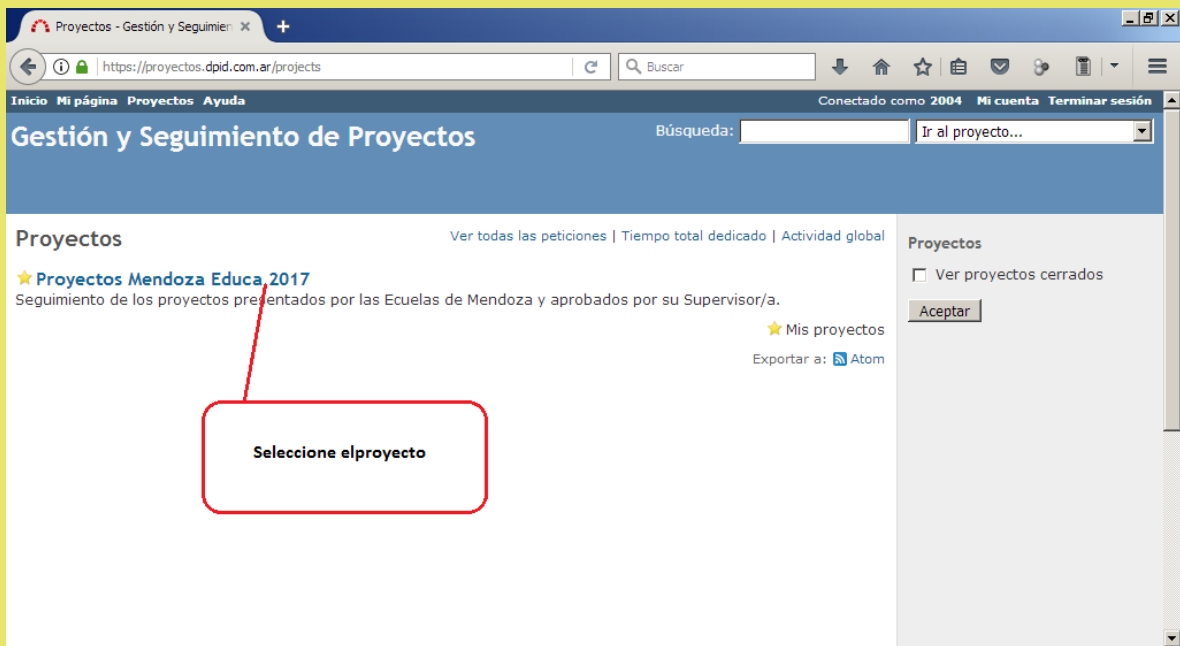 Proyectos - Gestión y Seguimien
https://proyectos.dpid.com.ar/projects
Buscar
Inicio Mi página Proyectos Ayuda
Conectado como 2004 Mi cuenta Terminar sesión
Gestión y Seguimiento de Proyectos
Búsqueda:
Ir al proyecto...
Proyectos
Ver todas las peticiones | Tiempo total dedicado | Actividad global
Proyectos Mendoza Educa 2017
Seguimiento de los proyectos presentados por las Ecuelas de Mendoza y aprobados por su Supervisor/a.
Mis proyectos
Exportar a: Atom
Proyectos
Ver proyectos cerrados
Aceptar
Seleccione elproyecto